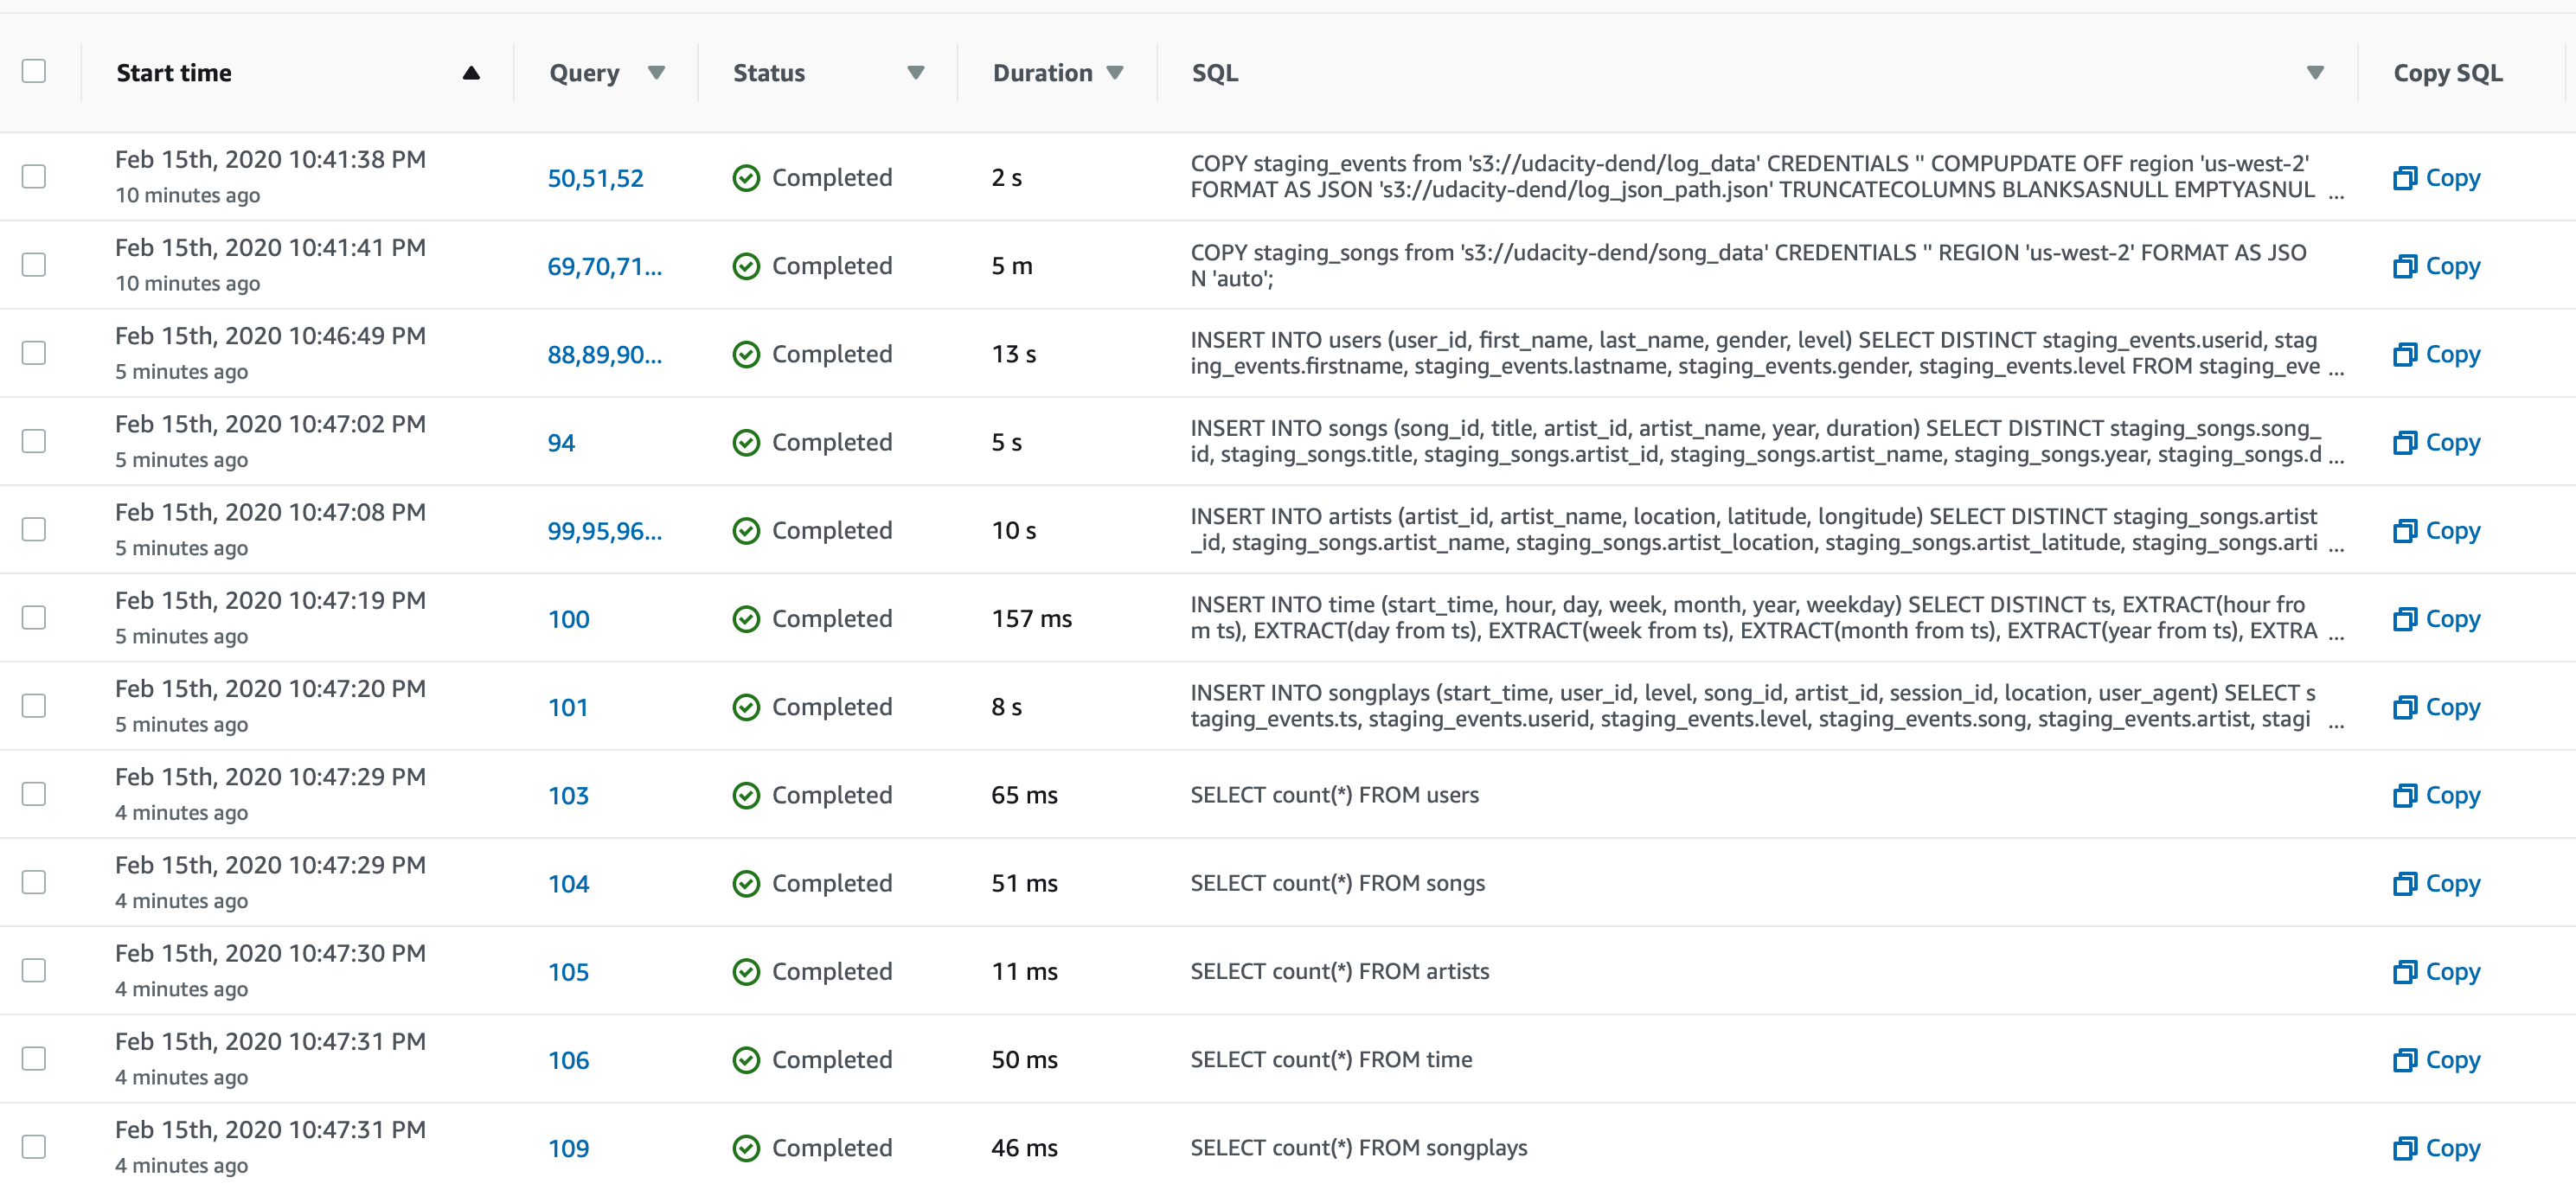 Start time Query Status Duration SQL Copy SQL
Feb 15th, 2020 10:41:38 PM
10 minutes ago
50,51,52 Completed 2 s
COPY staging_events from 's3://udacity-dend/log_data' CREDENTIALS '' COMPUPDATE OFF region 'us-west-2'
FORMAT AS JSON 's3://udacity-dend/log_json_path.json' TRUNCATECOLUMNS BLANKSASNULL EMPTYASNUL ...
Copy
Feb 15th, 2020 10:41:41 PM
10 minutes ago
69,70,71... Completed 5 m
COPY staging_songs from 's3://udacity-dend/song_data' CREDENTIALS '' REGION 'us-west-2' FORMAT AS JSO
N 'auto';
Copy
Feb 15th, 2020 10:46:49 PM
5 minutes ago
88,89,90... Completed 13 s
INSERT INTO users (user_id, first_name, last_name, gender, level) SELECT DISTINCT staging_events.userid, stag
ing_events.firstname, staging_events.lastname, staging_events.gender, staging_events.level FROM staging_eve ...
Copy
Feb 15th, 2020 10:47:02 PM
5 minutes ago
94 Completed 5 s
INSERT INTO songs (song_id, title, artist_id, artist_name, year, duration) SELECT DISTINCT staging_songs.song_
id, staging_songs.title, staging_songs.artist_id, staging_songs.artist_name, staging_songs.year, staging_songs.d ...
Copy
Feb 15th, 2020 10:47:08 PM
5 minutes ago
99,95,96... Completed 10 s
INSERT INTO artists (artist_id, artist_name, location, latitude, longitude) SELECT DISTINCT staging_songs.artist
_id, staging_songs.artist_name, staging_songs.artist_location, staging_songs.artist_latitude, staging_songs.arti ...
Copy
Feb 15th, 2020 10:47:19 PM
5 minutes ago
100 Completed 157 ms
INSERT INTO time (start_time, hour, day, week, month, year, weekday) SELECT DISTINCT ts, EXTRACT(hour fro
m ts), EXTRACT(day from ts), EXTRACT(week from ts), EXTRACT(month from ts), EXTRACT(year from ts), EXTRA ...
Copy
Feb 15th, 2020 10:47:20 PM
5 minutes ago
101 Completed 8 s
INSERT INTO songplays (start_time, user_id, level, song_id, artist_id, session_id, location, user_agent) SELECT s
taging_events.ts, staging_events.userid, staging_events.level, staging_events.song, staging_events.artist, stagi ...
Copy
Feb 15th, 2020 10:47:29 PM
4 minutes ago
103 Completed 65 ms SELECT count(*) FROM users Copy
Feb 15th, 2020 10:47:29 PM
4 minutes ago
104 Completed 51 ms SELECT count(*) FROM songs Copy
Feb 15th, 2020 10:47:30 PM
4 minutes ago
105 Completed 11 ms SELECT count(*) FROM artists Copy
Feb 15th, 2020 10:47:31 PM
4 minutes ago
106 Completed 50 ms SELECT count(*) FROM time Copy
Feb 15th, 2020 10:47:31 PM
4 minutes ago
109 Completed 46 ms SELECT count(*) FROM songplays Copy